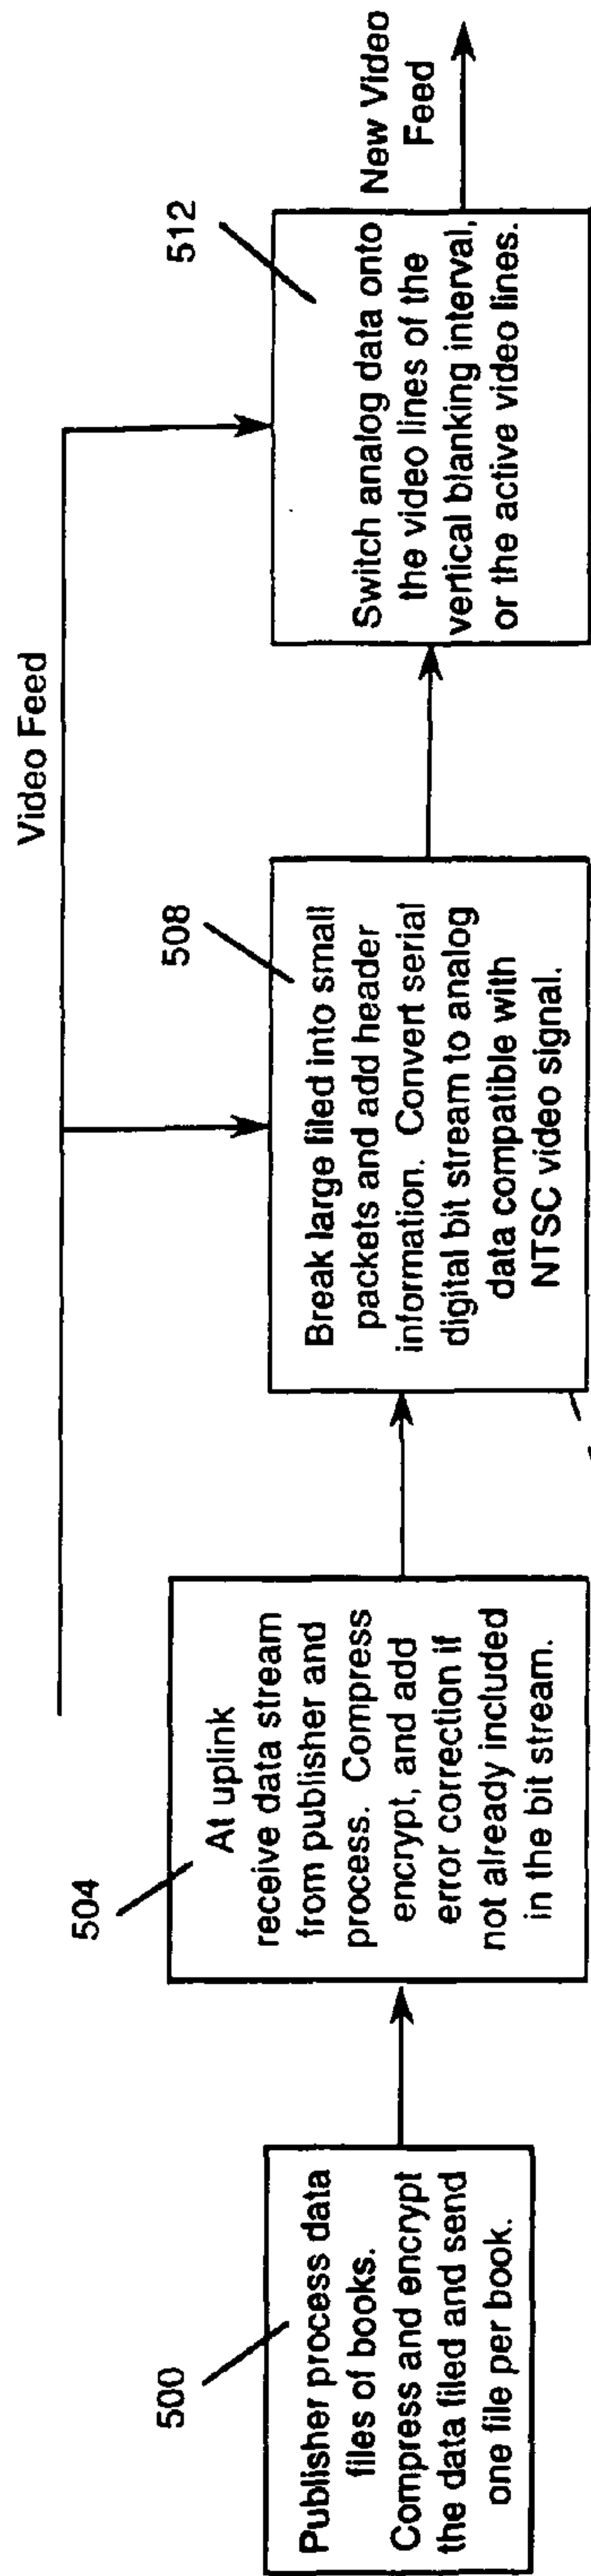 Video Feed
500
Publisher process data
files of books.
Compress and encrypt
the data filed and send
one file per book.
504
At uplink
receive data stream
from publisher and
process. Compress
encrypt, and add
error correction if
not already included
in the bit stream.
508
Break large filed into small
packets and add header
information. Convert serial
digital bit stream to analog
data compatible with
NTSC video signal.
512
Switch analog data onto
the video lines of the
vertical blanking interval,
or the active video lines.
New Video
Feed